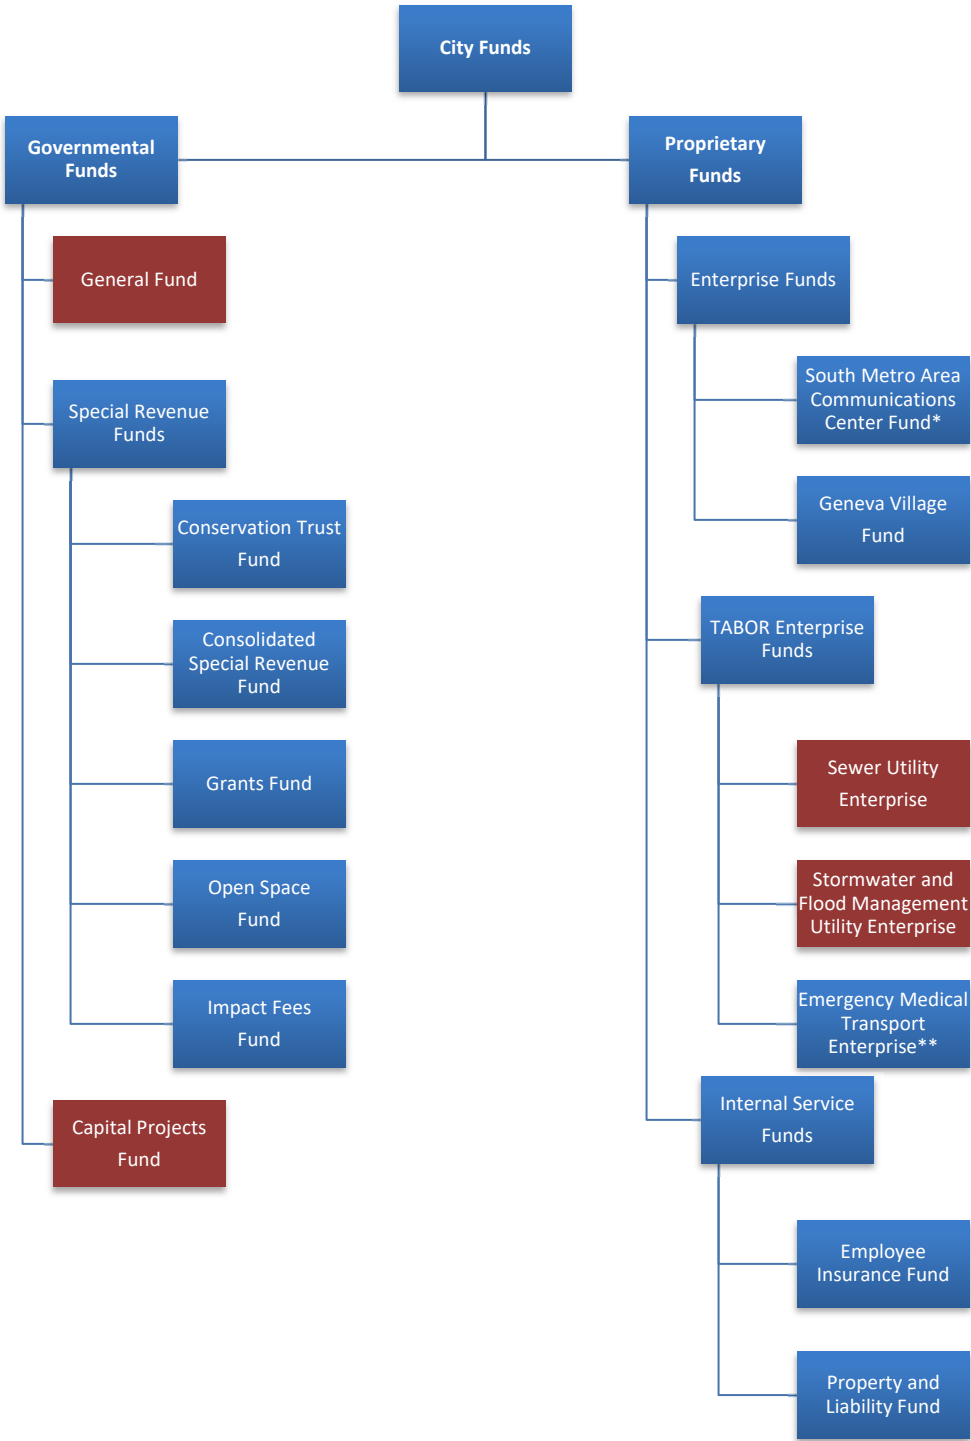 City Funds
Governmental
Funds
General Fund
Special Revenue
Funds
Conservation Trust
Fund
Consolidated
Special Revenue
Fund
Grants Fund
Open Space
Fund
Impact Fees
Fund
Capital Projects
Fund
Proprietary
Funds
Enterprise Funds
South Metro Area
Communications
Center Fund*
Geneva Village
Fund
TABOR Enterprise
Funds
Sewer Utility
Enterprise
Stormwater and
Flood Management
Utility Enterprise
Emergency Medical
Transport
Enterprise**
Internal Service
Funds
Employee
Insurance Fund
Property and
Liability Fund